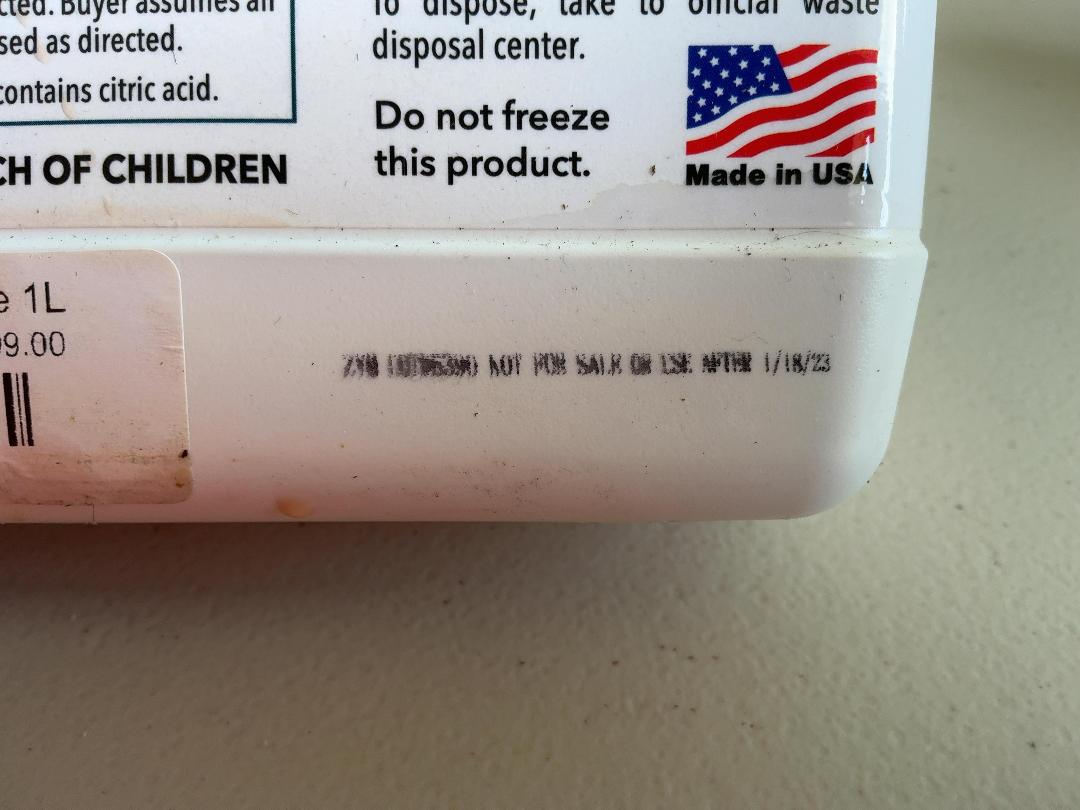 cted. Buyer assumes all
sed as directed.
contains citric acid.
CH OF CHILDREN
To dispose, take to official waste
disposal center.
Do not freeze
this product.
Made in USA
e 1L
99.00
NOT FOR SALE OR USE AFTER 1/18/23